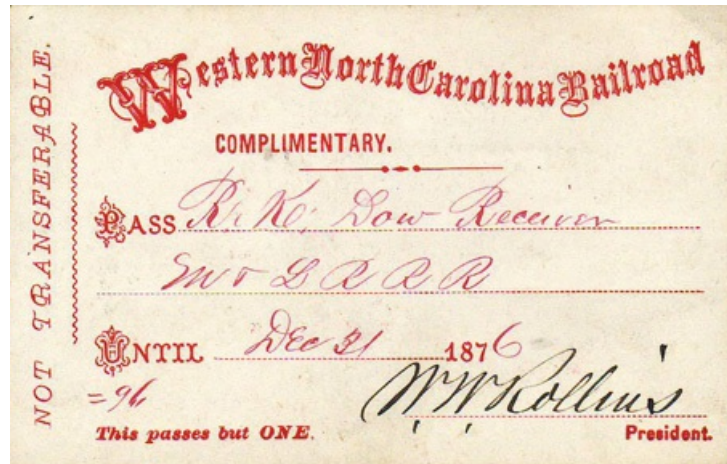 Western North Carolina Railroad
COMPLIMENTARY.
PASS R. K. Dow Receiver
R R R
UNTIL Dec 31 1876
=96
W. W. Rollins
This passes but ONE. President.
NOT TRANSFERABLE.